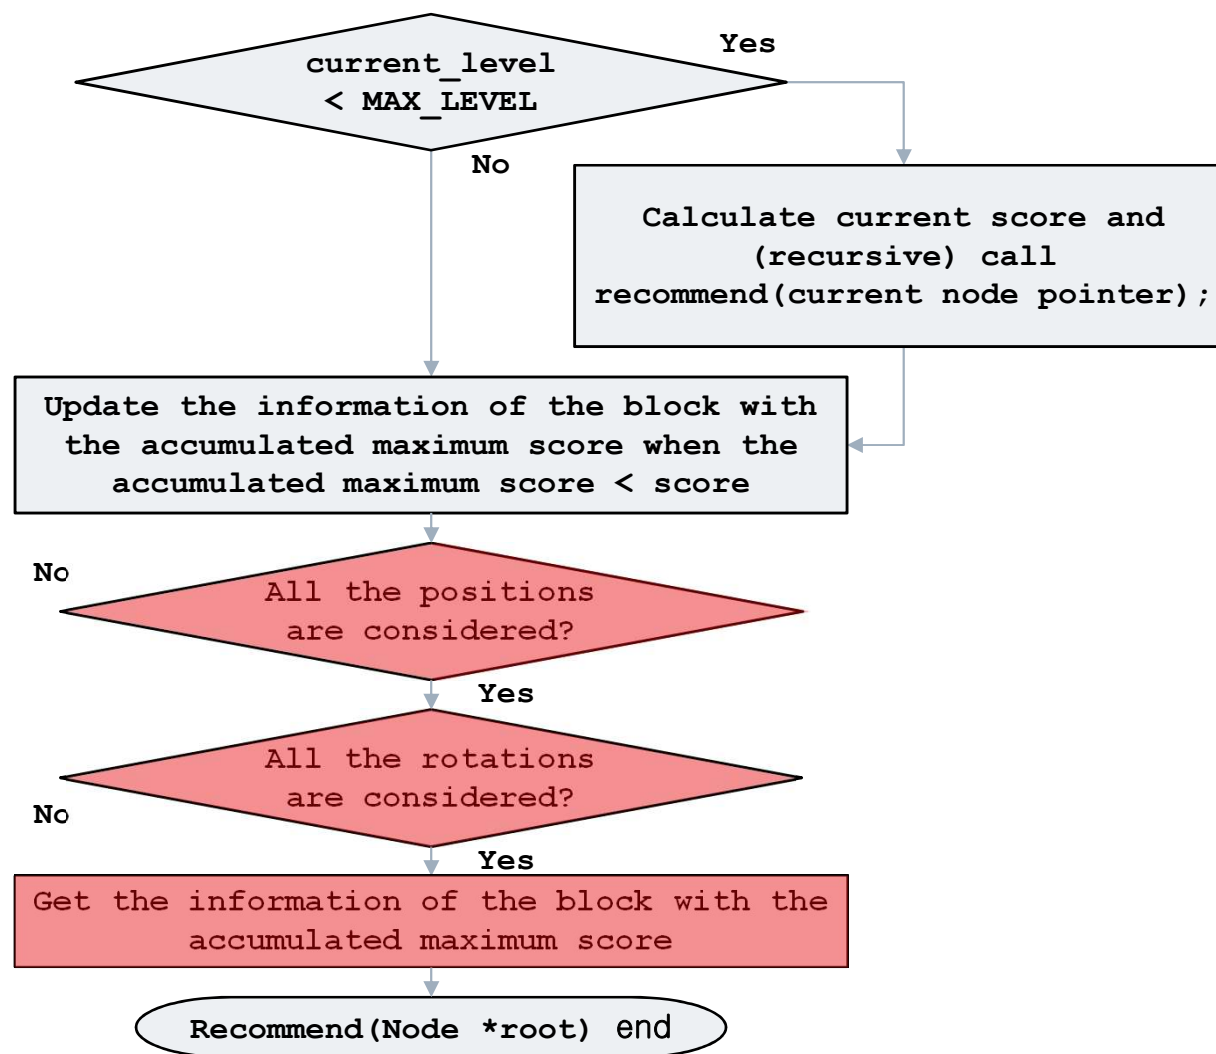 current_level
< MAX_LEVEL
Yes
No
Calculate current score and
(recursive) call
recommend(current node pointer);
Update the information of the block with
the accumulated maximum score when the
accumulated maximum score < score
No
All the positions
are considered?
Yes
All the rotations
are considered?
No
Yes
Get the information of the block with the
accumulated maximum score
Recommend(Node *root) end